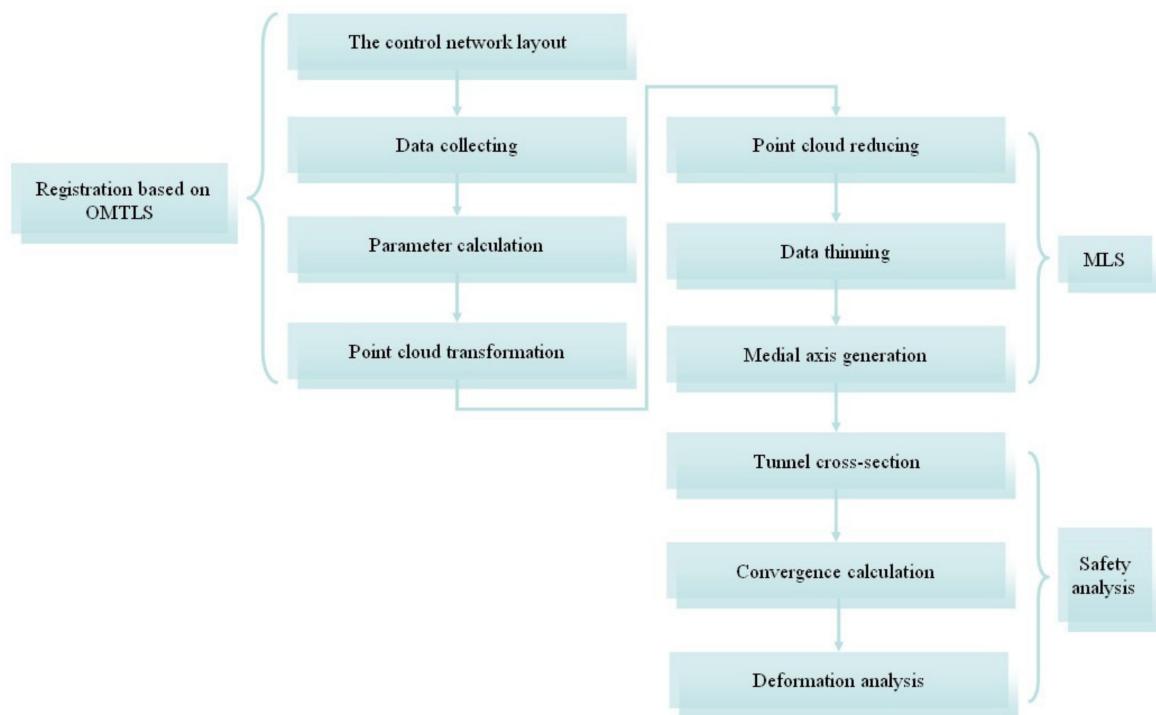 Registration based on
OMTLS
The control network layout
Data collecting
Parameter calculation
Point cloud transformation
Point cloud reducing
Data thinning
Medial axis generation
MLS
Tunnel cross-section
Convergence calculation
Deformation analysis
Safety
analysis